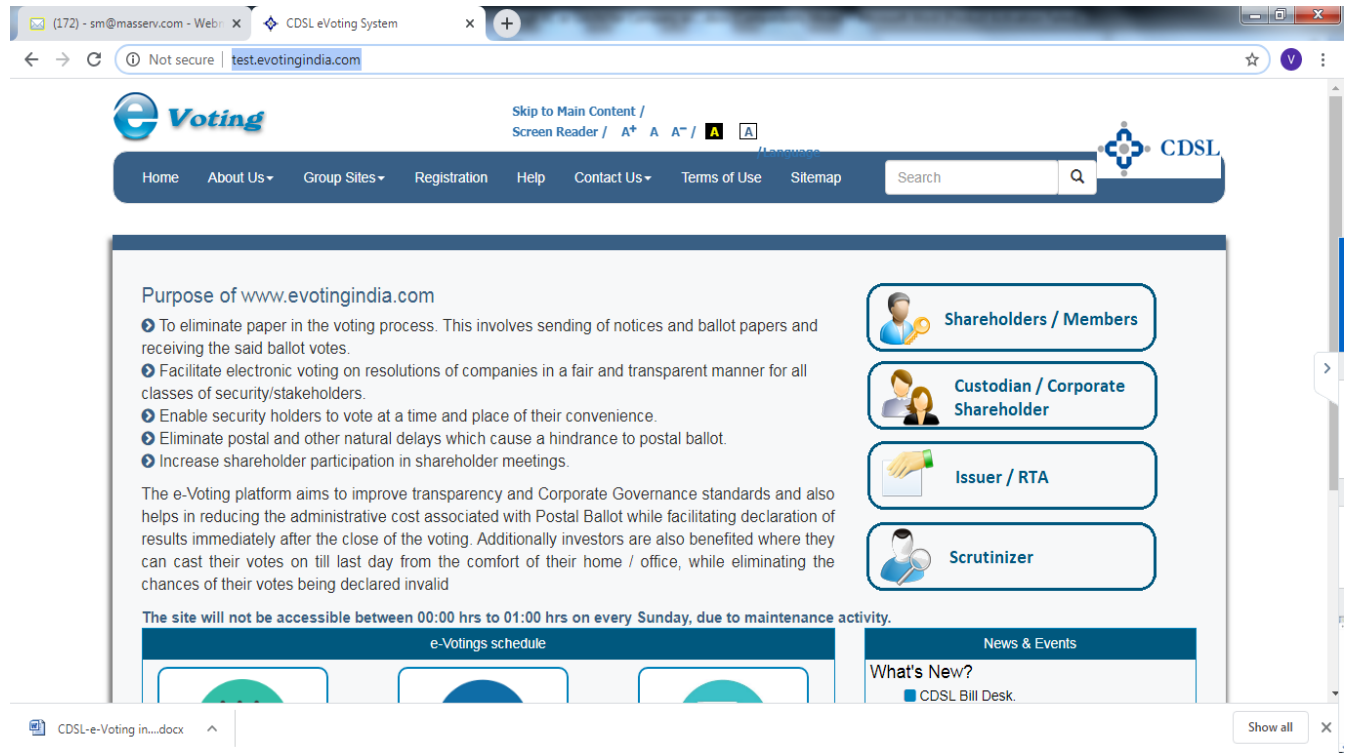 (172) - sm@masserv.com - Webm
CDSL eVoting System
Not secure | test.evotingindia.com
V
e Voting
Skip to Main Content /
Screen Reader / A+ A A- / A A
/Language
CDSL
Home About Us Group Sites Registration Help Contact Us Terms of Use Sitemap Search
Purpose of www.evotingindia.com
To eliminate paper in the voting process. This involves sending of notices and ballot papers and
receiving the said ballot votes.
Facilitate electronic voting on resolutions of companies in a fair and transparent manner for all
classes of security/stakeholders.
Enable security holders to vote at a time and place of their convenience.
Eliminate postal and other natural delays which cause a hindrance to postal ballot.
Increase shareholder participation in shareholder meetings.
The e-Voting platform aims to improve transparency and Corporate Governance standards and also
helps in reducing the administrative cost associated with Postal Ballot while facilitating declaration of
results immediately after the close of the voting. Additionally investors are also benefited where they
can cast their votes on till last day from the comfort of their home / office, while eliminating the
chances of their votes being declared invalid
Shareholders / Members
Custodian / Corporate
Shareholder
Issuer / RTA
Scrutinizer
The site will not be accessible between 00:00 hrs to 01:00 hrs on every Sunday, due to maintenance activity.
e-Votings schedule
News & Events
What's New?
CDSL Bill Desk.
CDSL-e-Voting in....docx
Show all